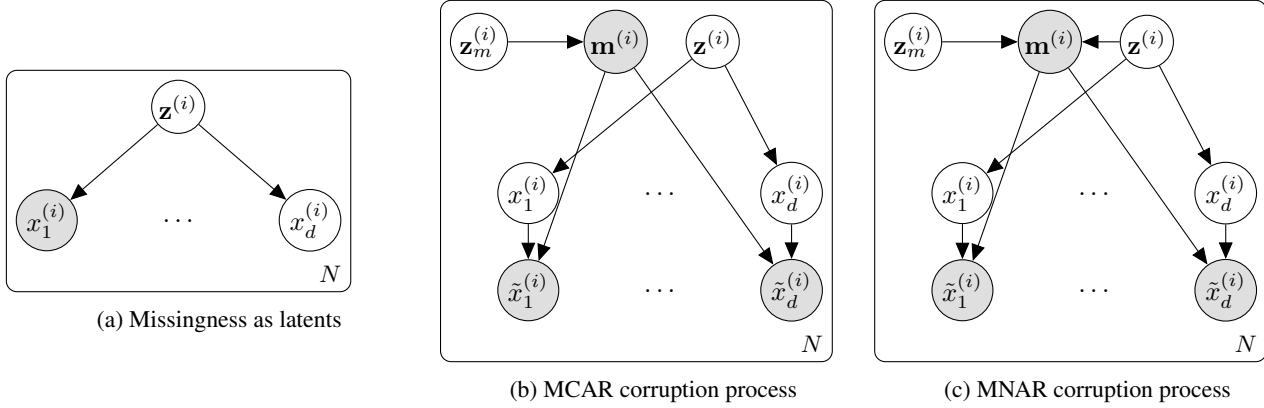 z^(i)
x_1^(i) ... x_d^(i)
N
(a) Missingness as latents
z_m^(i) m^(i) z^(i)
x_1^(i) ... x_d^(i)
x̃_1^(i) ... x̃_d^(i)
N
(b) MCAR corruption process
z_m^(i) m^(i) z^(i)
x_1^(i) ... x_d^(i)
x̃_1^(i) ... x̃_d^(i)
N
(c) MNAR corruption process